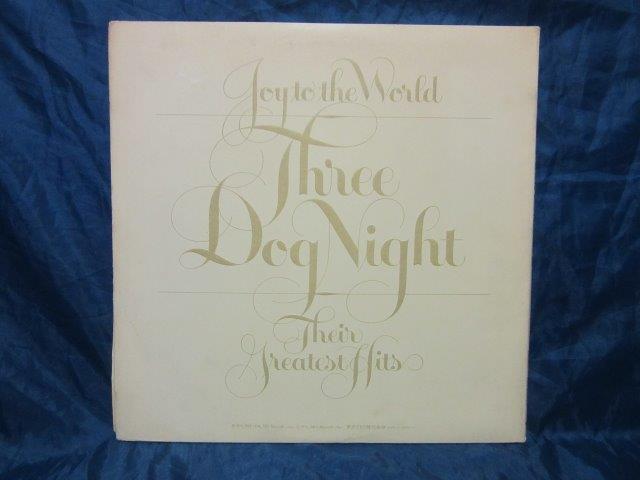 Joy to the World
Three
Dog Night
Their
Greatest Hits